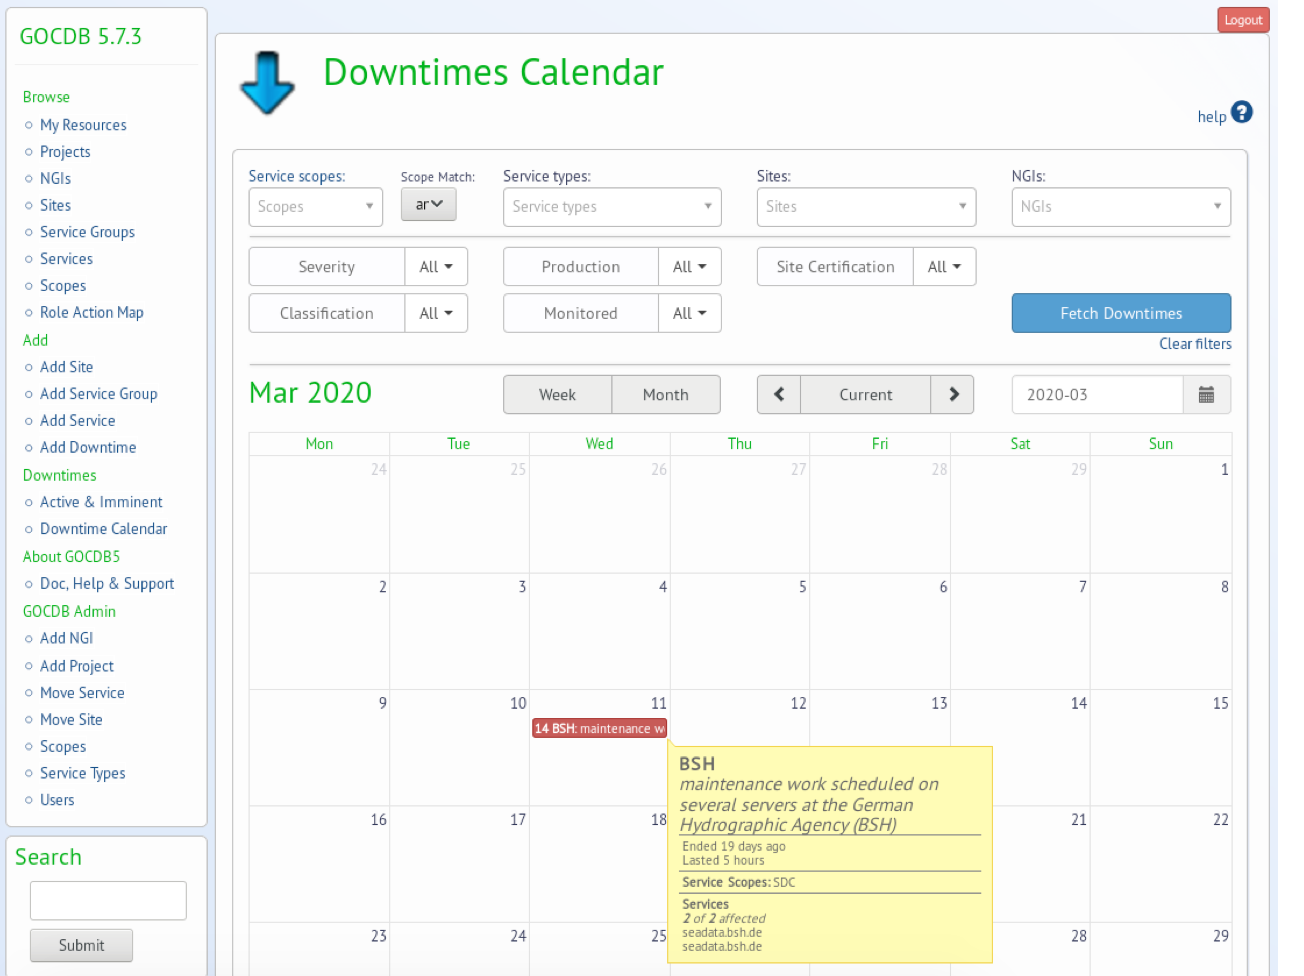 GOCDB 5.7.3
Browse
My Resources
Projects
NGIs
Sites
Service Groups
Services
Scopes
Role Action Map
Add
Add Site
Add Service Group
Add Service
Add Downtime
Downtimes
Active & Imminent
Downtime Calendar
About GOCDB5
Doc, Help & Support
GOCDB Admin
Add NGI
Add Project
Move Service
Move Site
Scopes
Service Types
Users
Search
Submit
Logout
Downtimes Calendar
help
Service scopes: Scope Match: Service types: Sites: NGIs:
Scopes ar Service types Sites NGIs
Severity All Production All Site Certification All
Classification All Monitored All Fetch Downtimes
Clear filters
Mar 2020 Week Month Current 2020-03
Mon Tue Wed Thu Fri Sat Sun
24 25 26 27 28 29 1
2 3 4 5 6 7 8
9 10 11 12 13 14 15
14 BSH: maintenance w
BSH
maintenance work scheduled on
several servers at the German
Hydrographic Agency (BSH)
Ended 19 days ago
Lasted 5 hours
Service Scopes: SDC
Services
2 of 2 affected
seadata.bsh.de
seadata.bsh.de
16 17 18 21 22
23 24 25 28 29